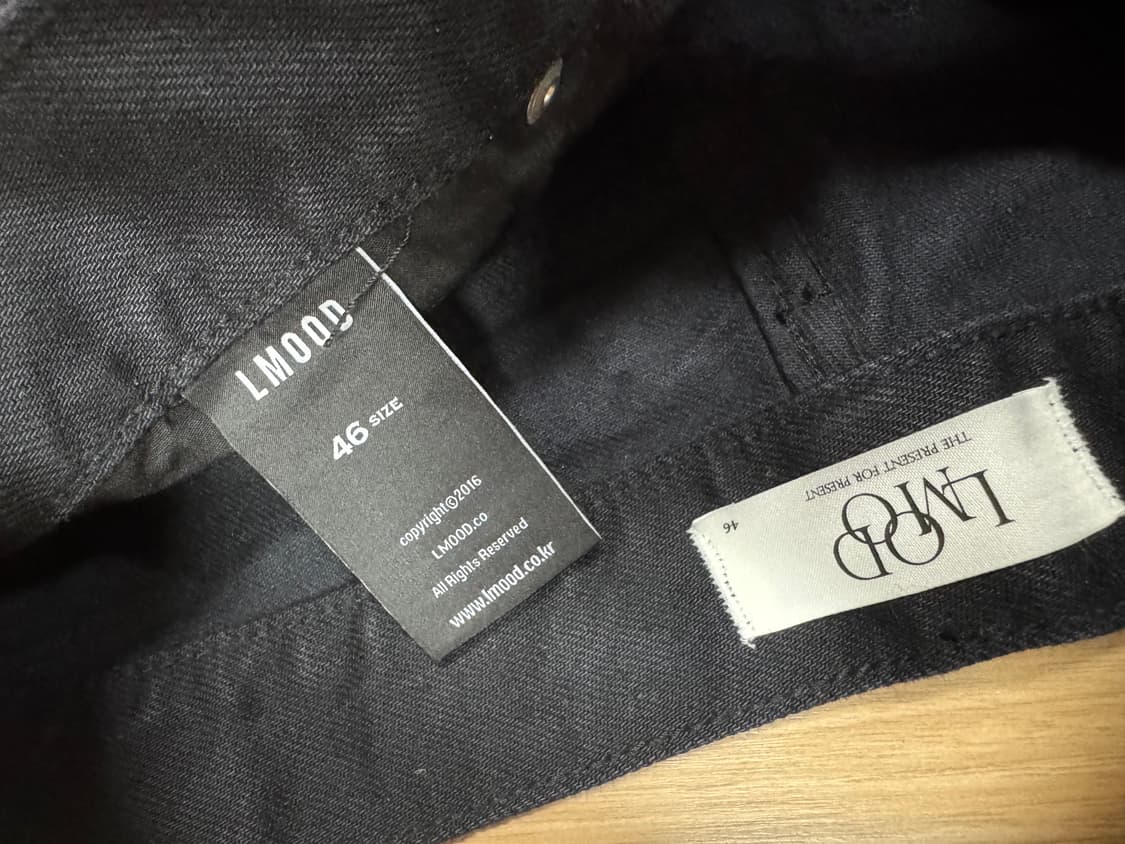 LMOOD
46 SIZE
copyright©2016
LMOOD.co
All Rights Reserved
www.lmood.co.kr
LMOOD
THE PRESENT FOR PRESENT
46